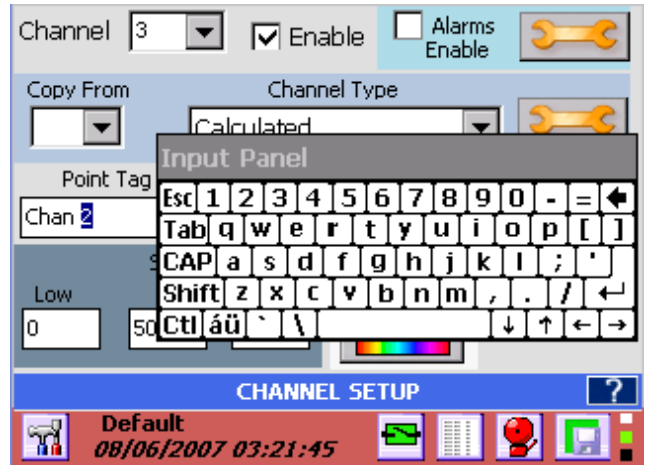 Channel 3 Enable Alarms Enable
Copy From Channel Type
Calculated
Input Panel
Point Tag
Esc 1 2 3 4 5 6 7 8 9 0 - =
Chan 2
Tab q w e r t y u i o p [ ]
CAP a s d f g h j k l ; '
Low
Shift z x c v b n m , . /
0 50
Ctl áü ` \
CHANNEL SETUP ?
Default
08/06/2007 03:21:45